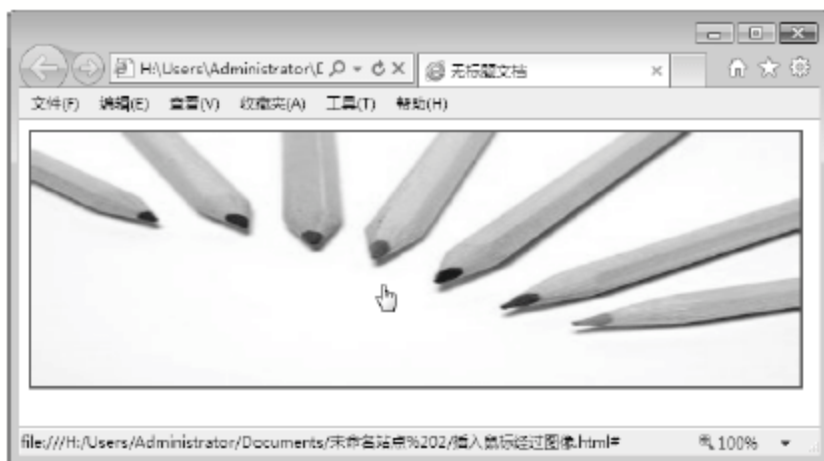 H:\Users\Administrator\D
无标题文档
文件(F) 编辑(E) 查看(V) 收藏夹(A) 工具(T) 帮助(H)
file:///H:/Users/Administrator/Documents/未命名站点%202/插入鼠标经过图像.html#
100%